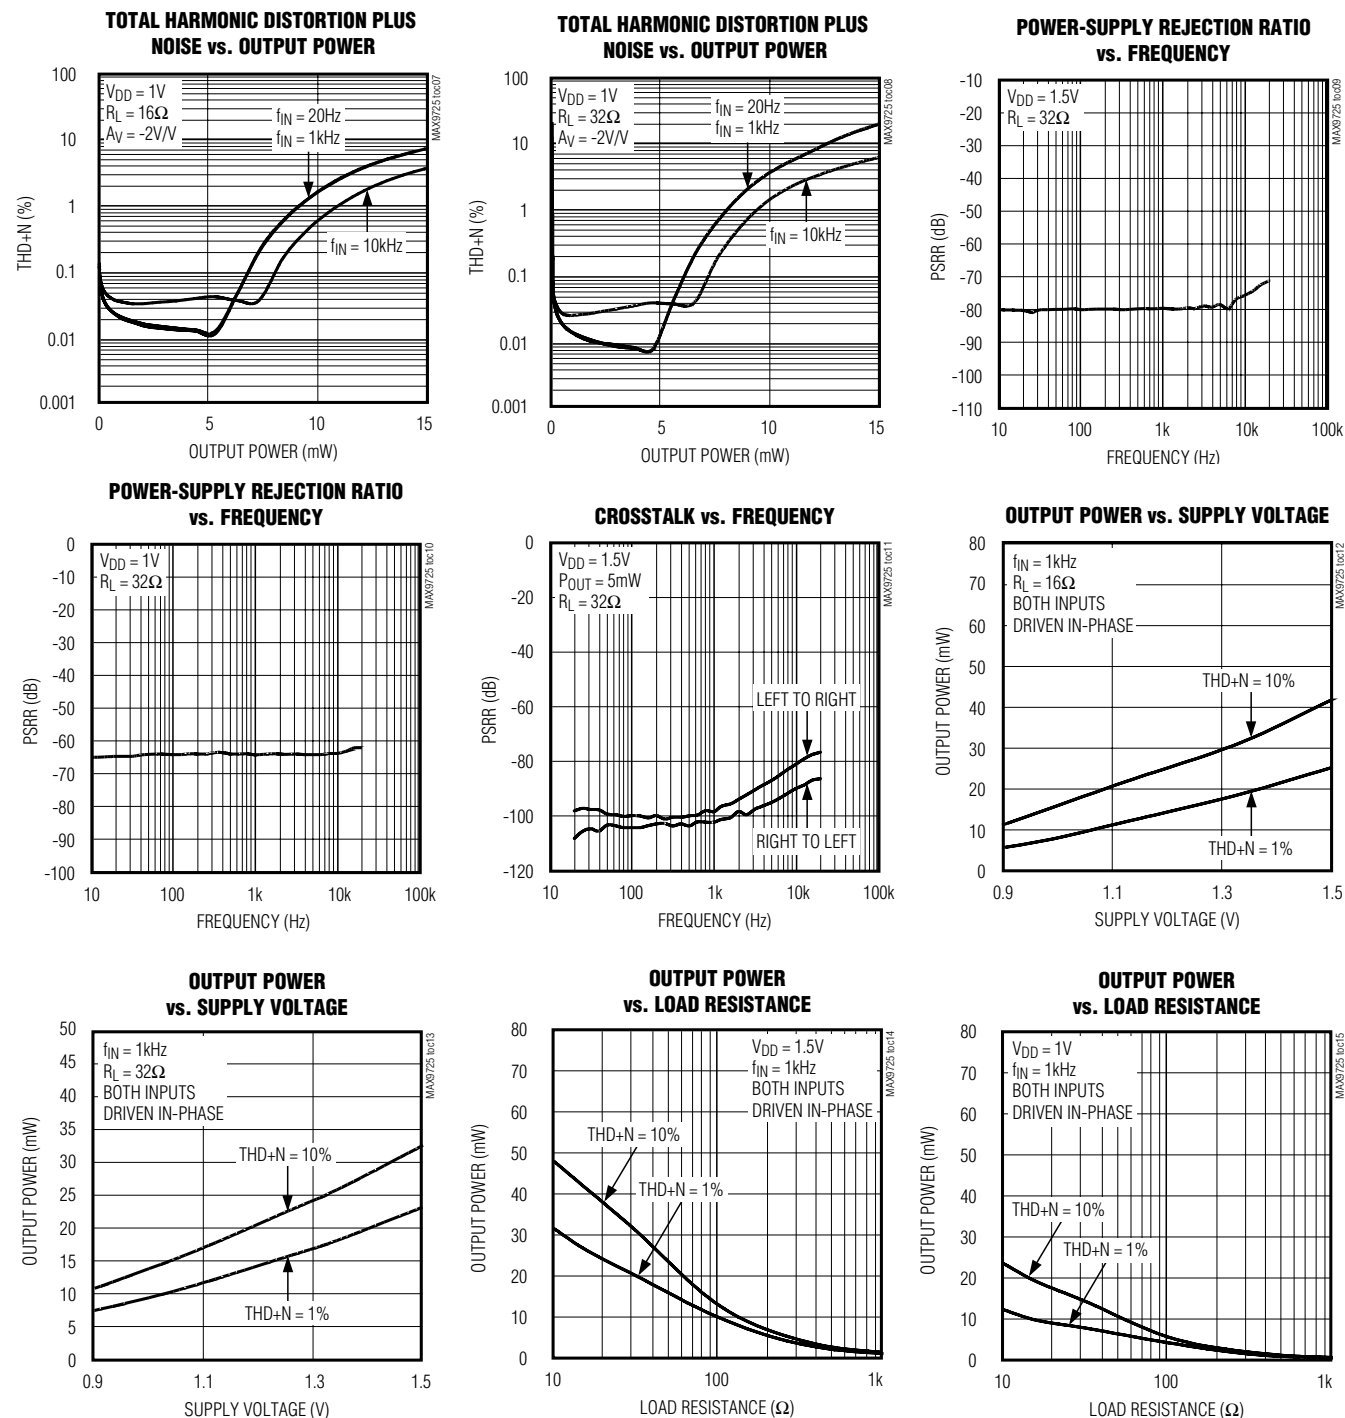 TOTAL HARMONIC DISTORTION PLUS
NOISE vs. OUTPUT POWER
MAX9725 toc07
VDD = 1V
RL = 16Ω
AV = -2V/V
fIN = 20Hz
fIN = 1kHz
fIN = 10kHz
THD+N (%)
100
10
1
0.1
0.01
0.001
0 5 10 15
OUTPUT POWER (mW)
TOTAL HARMONIC DISTORTION PLUS
NOISE vs. OUTPUT POWER
MAX9725 toc08
VDD = 1V
RL = 32Ω
AV = -2V/V
fIN = 20Hz
fIN = 1kHz
fIN = 10kHz
THD+N (%)
100
10
1
0.1
0.01
0.001
0 5 10 15
OUTPUT POWER (mW)
POWER-SUPPLY REJECTION RATIO
vs. FREQUENCY
MAX9725 toc09
VDD = 1.5V
RL = 32Ω
PSRR (dB)
-10
-20
-30
-40
-50
-60
-70
-80
-90
-100
-110
10 100 1k 10k 100k
FREQUENCY (Hz)
POWER-SUPPLY REJECTION RATIO
vs. FREQUENCY
MAX9725 toc10
VDD = 1V
RL = 32Ω
PSRR (dB)
0
-10
-20
-30
-40
-50
-60
-70
-80
-90
-100
10 100 1k 10k 100k
FREQUENCY (Hz)
CROSSTALK vs. FREQUENCY
MAX9725 toc11
VDD = 1.5V
POUT = 5mW
RL = 32Ω
LEFT TO RIGHT
RIGHT TO LEFT
PSRR (dB)
0
-20
-40
-60
-80
-100
-120
10 100 1k 10k 100k
FREQUENCY (Hz)
OUTPUT POWER vs. SUPPLY VOLTAGE
MAX9725 toc12
fIN = 1kHz
RL = 16Ω
BOTH INPUTS
DRIVEN IN-PHASE
THD+N = 10%
THD+N = 1%
OUTPUT POWER (mW)
80
70
60
50
40
30
20
10
0
0.9 1.1 1.3 1.5
SUPPLY VOLTAGE (V)
OUTPUT POWER
vs. SUPPLY VOLTAGE
MAX9725 toc13
fIN = 1kHz
RL = 32Ω
BOTH INPUTS
DRIVEN IN-PHASE
THD+N = 10%
THD+N = 1%
OUTPUT POWER (mW)
50
45
40
35
30
25
20
15
10
5
0
0.9 1.1 1.3 1.5
SUPPLY VOLTAGE (V)
OUTPUT POWER
vs. LOAD RESISTANCE
MAX9725 toc14
VDD = 1.5V
fIN = 1kHz
BOTH INPUTS
DRIVEN IN-PHASE
THD+N = 10%
THD+N = 1%
OUTPUT POWER (mW)
80
70
60
50
40
30
20
10
0
10 100 1k
LOAD RESISTANCE (Ω)
OUTPUT POWER
vs. LOAD RESISTANCE
MAX9725 toc15
VDD = 1V
fIN = 1kHz
BOTH INPUTS
DRIVEN IN-PHASE
THD+N = 10%
THD+N = 1%
OUTPUT POWER (mW)
80
70
60
50
40
30
20
10
0
10 100 1k
LOAD RESISTANCE (Ω)